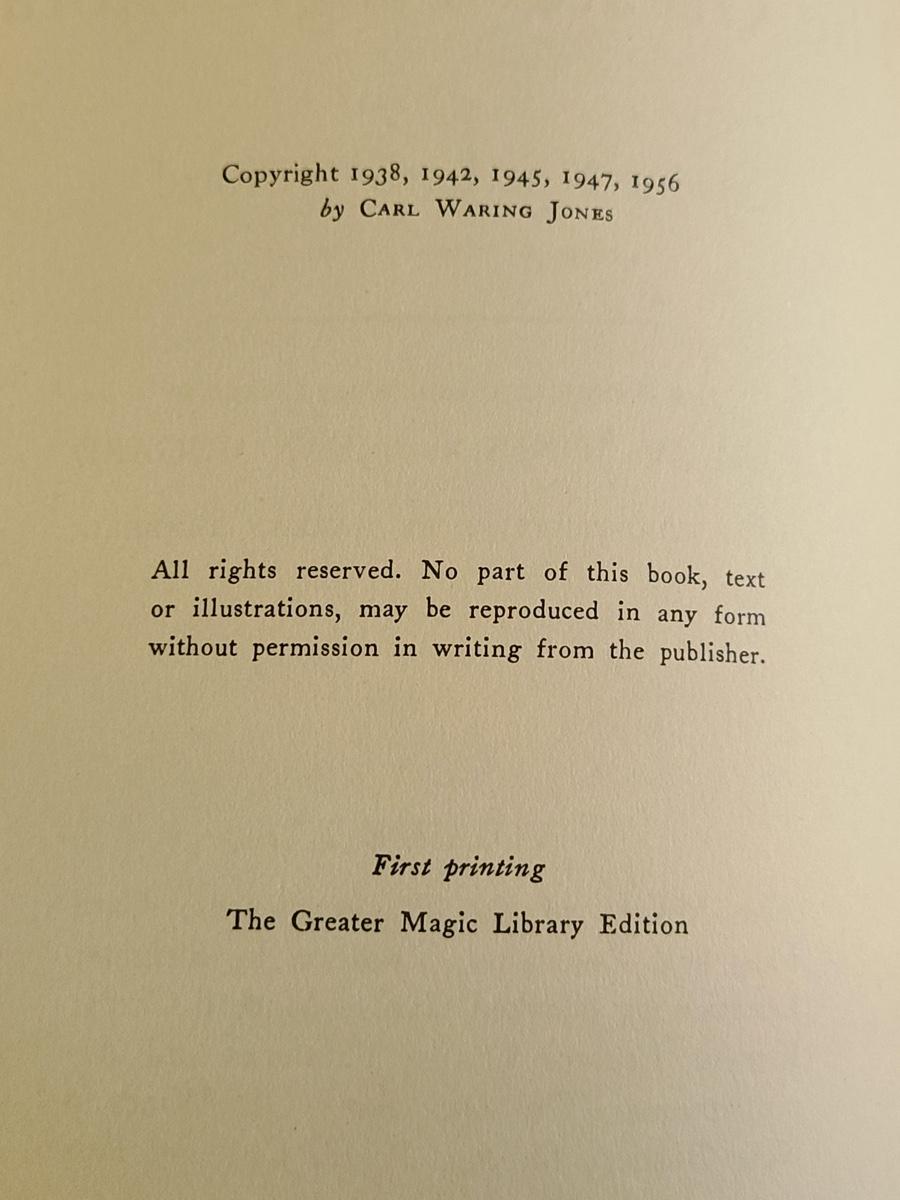 Copyright 1938, 1942, 1945, 1947, 1956
by CARL WARING JONES
All rights reserved. No part of this book, text
or illustrations, may be reproduced in any form
without permission in writing from the publisher.
First printing
The Greater Magic Library Edition